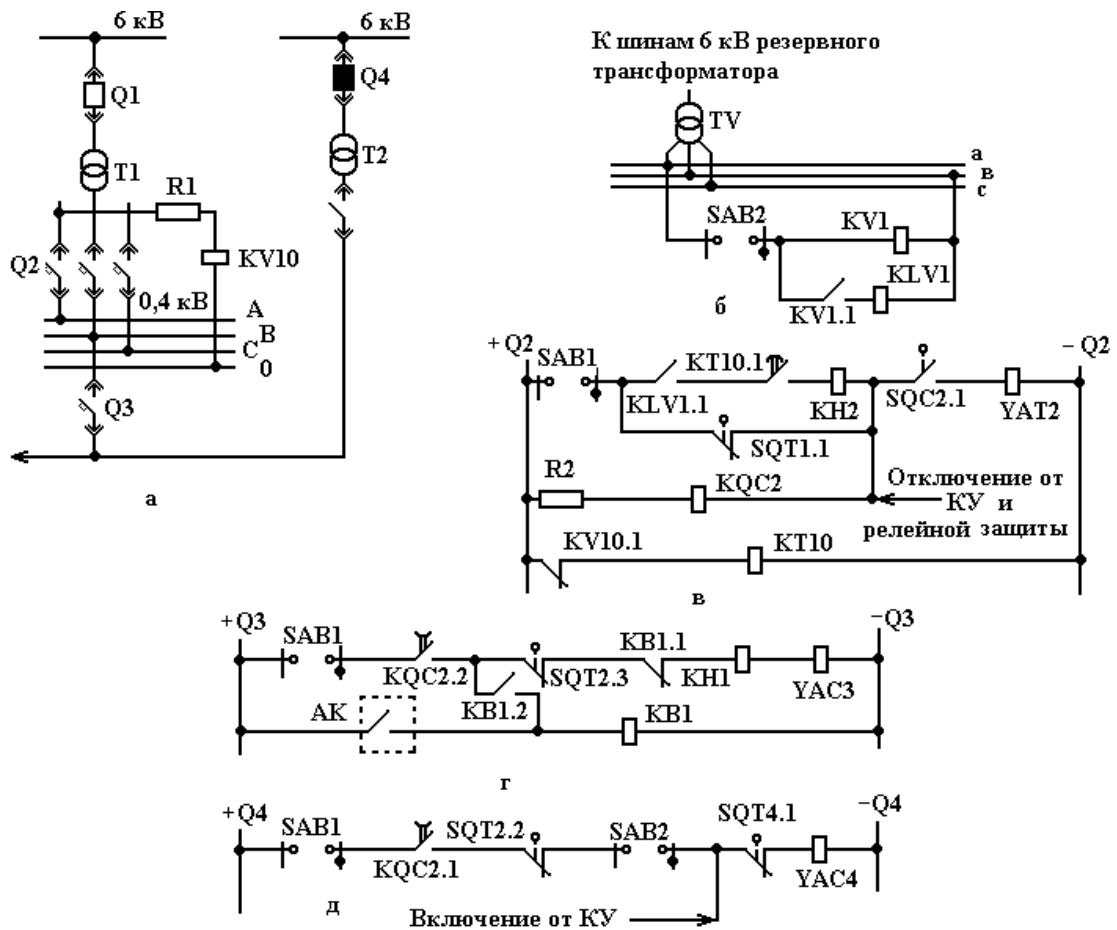 6 кВ
6 кВ
К шинам 6 кВ резервного
трансформатора
Q1
Q4
TV
T1
T2
R1
а
в
с
Q2
KV10
SAB2
KV1
KLV1
KV1.1
0,4 кВ
A
B
C
0
б
Q3
а
+Q2
– Q2
SAB1
KT10.1
KLV1.1
KH2
SQC2.1
YAT2
SQT1.1
R2
KQC2
Отключение от
КУ и
релейной защиты
KV10.1
KT10
в
+Q3
–Q3
SAB1
KQC2.2
SQT2.3
KB1.1
KH1
YAC3
AK
KB1.2
KB1
г
+Q4
–Q4
SAB1
KQC2.1
SQT2.2
SAB2
SQT4.1
YAC4
д
Включение от КУ